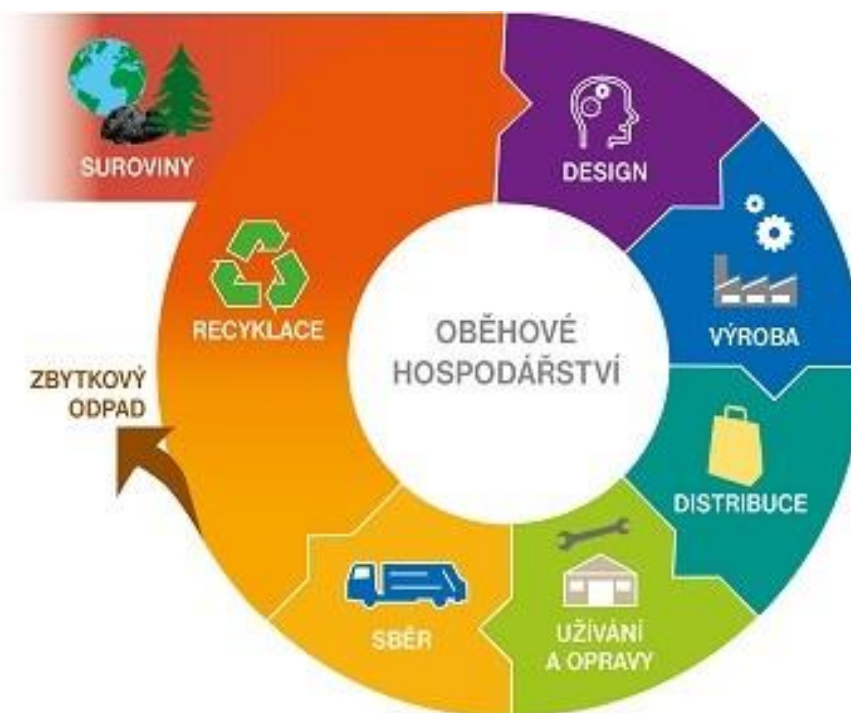 SUROVINY
DESIGN
VÝROBA
DISTRIBUCE
UŽÍVÁNÍ
A OPRAVY
SBĚR
RECYKLACE
ZBYTKOVÝ
ODPAD
OBĚHOVÉ
HOSPODÁŘSTVÍ